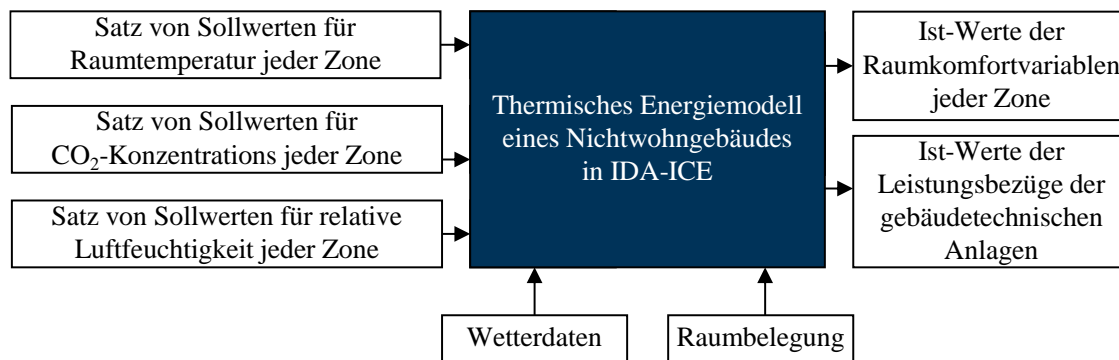 Satz von Sollwerten für
Raumtemperatur jeder Zone
Satz von Sollwerten für
CO₂-Konzentrations jeder Zone
Satz von Sollwerten für relative
Luftfeuchtigkeit jeder Zone
Thermisches Energiemodell
eines Nichtwohngebäudes
in IDA-ICE
Ist-Werte der
Raumkomfortvariablen
jeder Zone
Ist-Werte der
Leistungsbezüge der
gebäudetechnischen
Anlagen
Wetterdaten
Raumbelegung